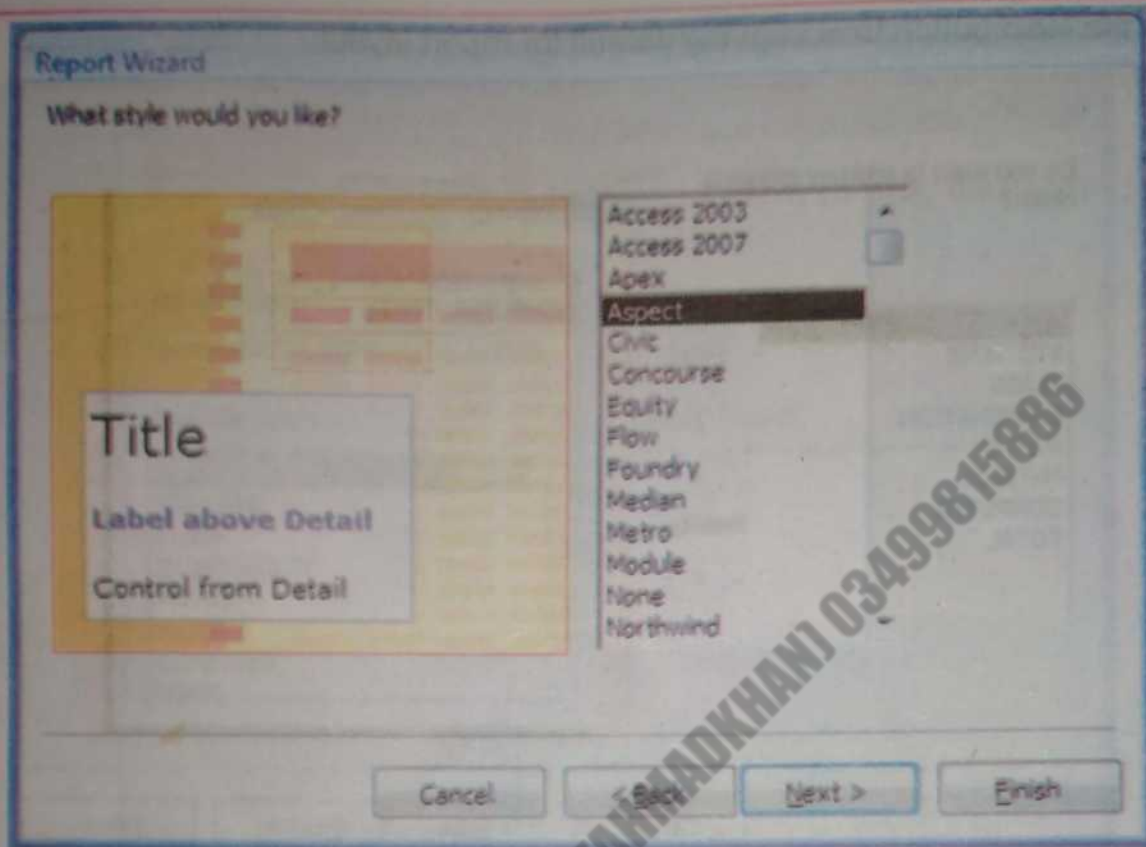 Report Wizard
What style would you like?
Title
Label above Detail
Control from Detail
Access 2003
Access 2007
Apex
Aspect
Civic
Concourse
Equity
Flow
Foundry
Median
Metro
Module
None
Northwind
Cancel
< Back
Next >
Finish
AHMADKHAN) 03499815886